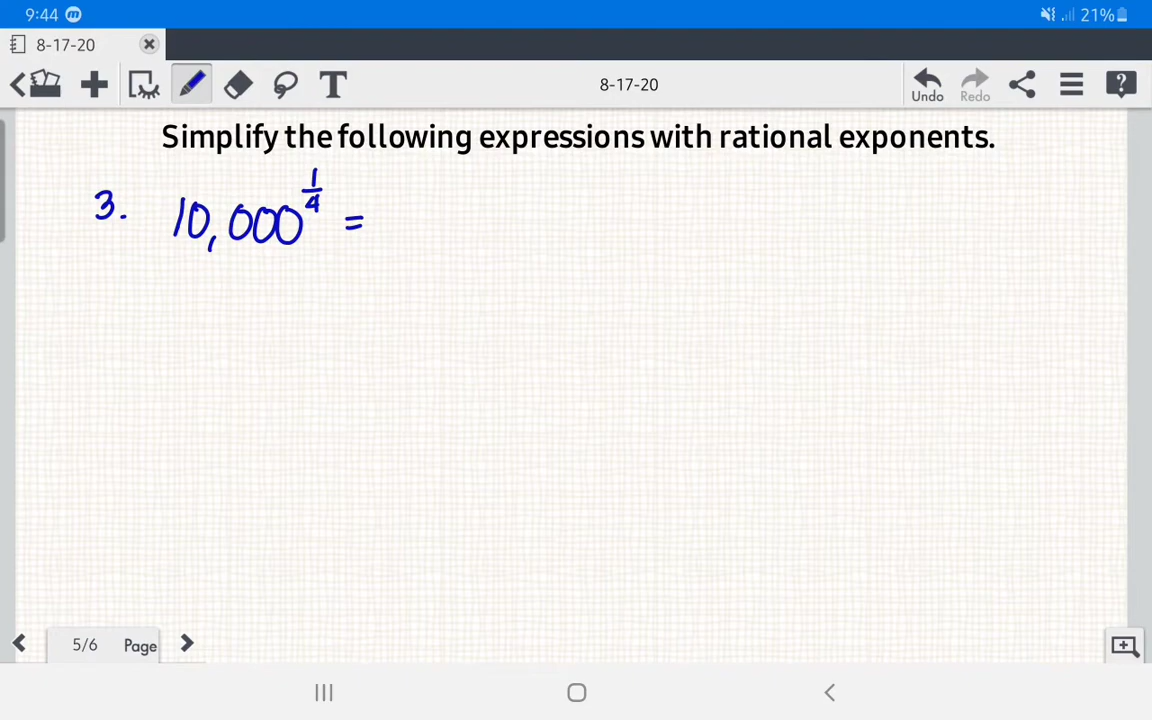 9:44 21%
8-17-20
T 8-17-20 Undo Redo ?
Simplify the following expressions with rational exponents.
3. 10,000^{1/4} =
5/6 Page